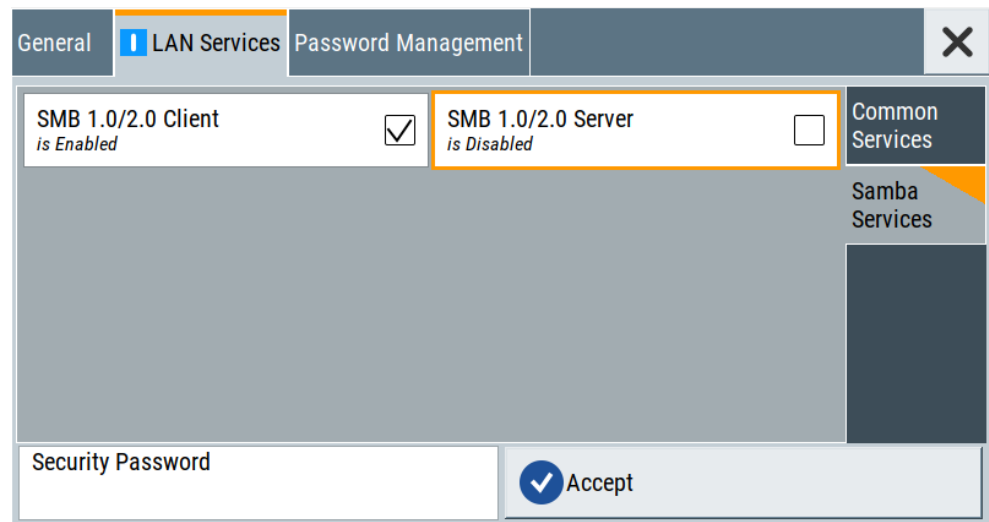 General
LAN Services
Password Management
SMB 1.0/2.0 Client
is Enabled
SMB 1.0/2.0 Server
is Disabled
Common
Services
Samba
Services
Security Password
Accept